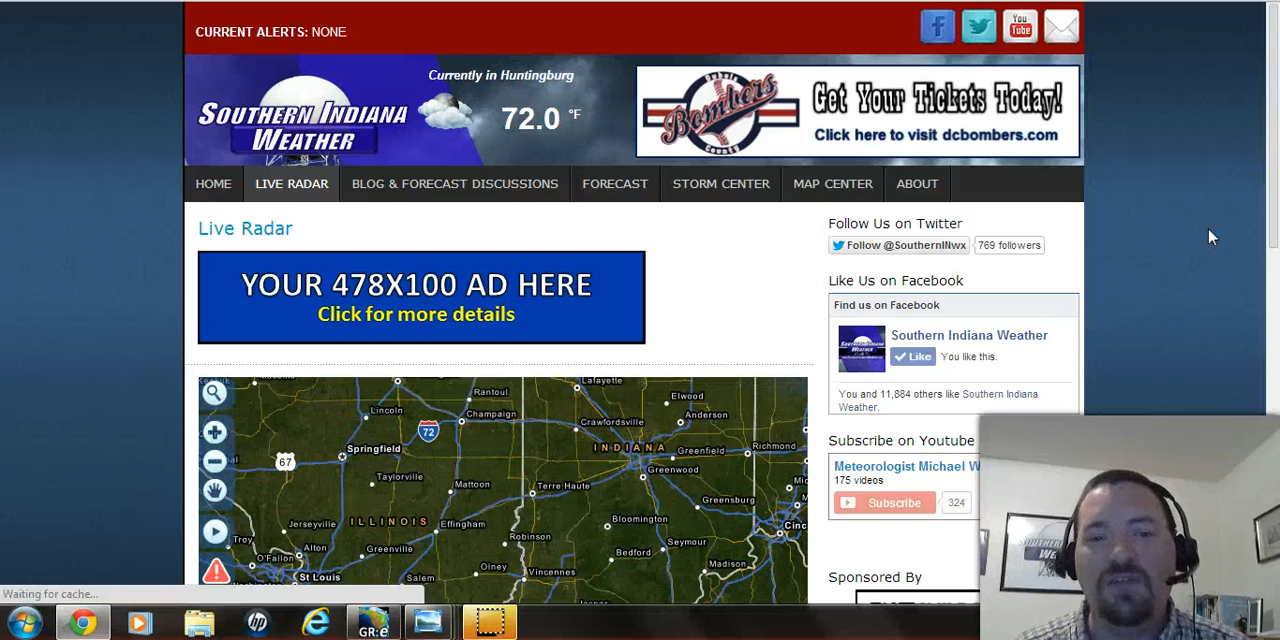 CURRENT ALERTS: NONE
You Tube
Currently in Huntingburg
72.0 °F
SOUTHERN INDIANA
WEATHER
Dubois
Bombers
County
Get Your Tickets Today!
Click here to visit dcbombers.com
HOME
LIVE RADAR
BLOG & FORECAST DISCUSSIONS
FORECAST
STORM CENTER
MAP CENTER
ABOUT
Live Radar
YOUR 478X100 AD HERE
Click for more details
Follow Us on Twitter
Follow @SouthernINwx
769 followers
Like Us on Facebook
Find us on Facebook
Southern Indiana Weather
Like
You like this.
You and 11,884 others like Southern Indiana
Weather.
Subscribe on Youtube
Meteorologist Michael W
175 videos
Subscribe
324
Sponsored By
Lafayette
Elwood
Rantoul
Lincoln
Champaign
Anderson
Crawfordsville
72
INDIANA
Richmond
Springfield
Greenfield
67
Greenwood
Taylorville
Mattoon
Terre Haute
Greensburg
Jerseyville
ILLINOIS
Effingham
Bloomington
Cinc
Troy
Robinson
Seymour
Alton
Greenville
Bedford
O'Fallon
Olney
Madison
St Louis
Salem
Vincennes
Waiting for cache...
hp
GR:e